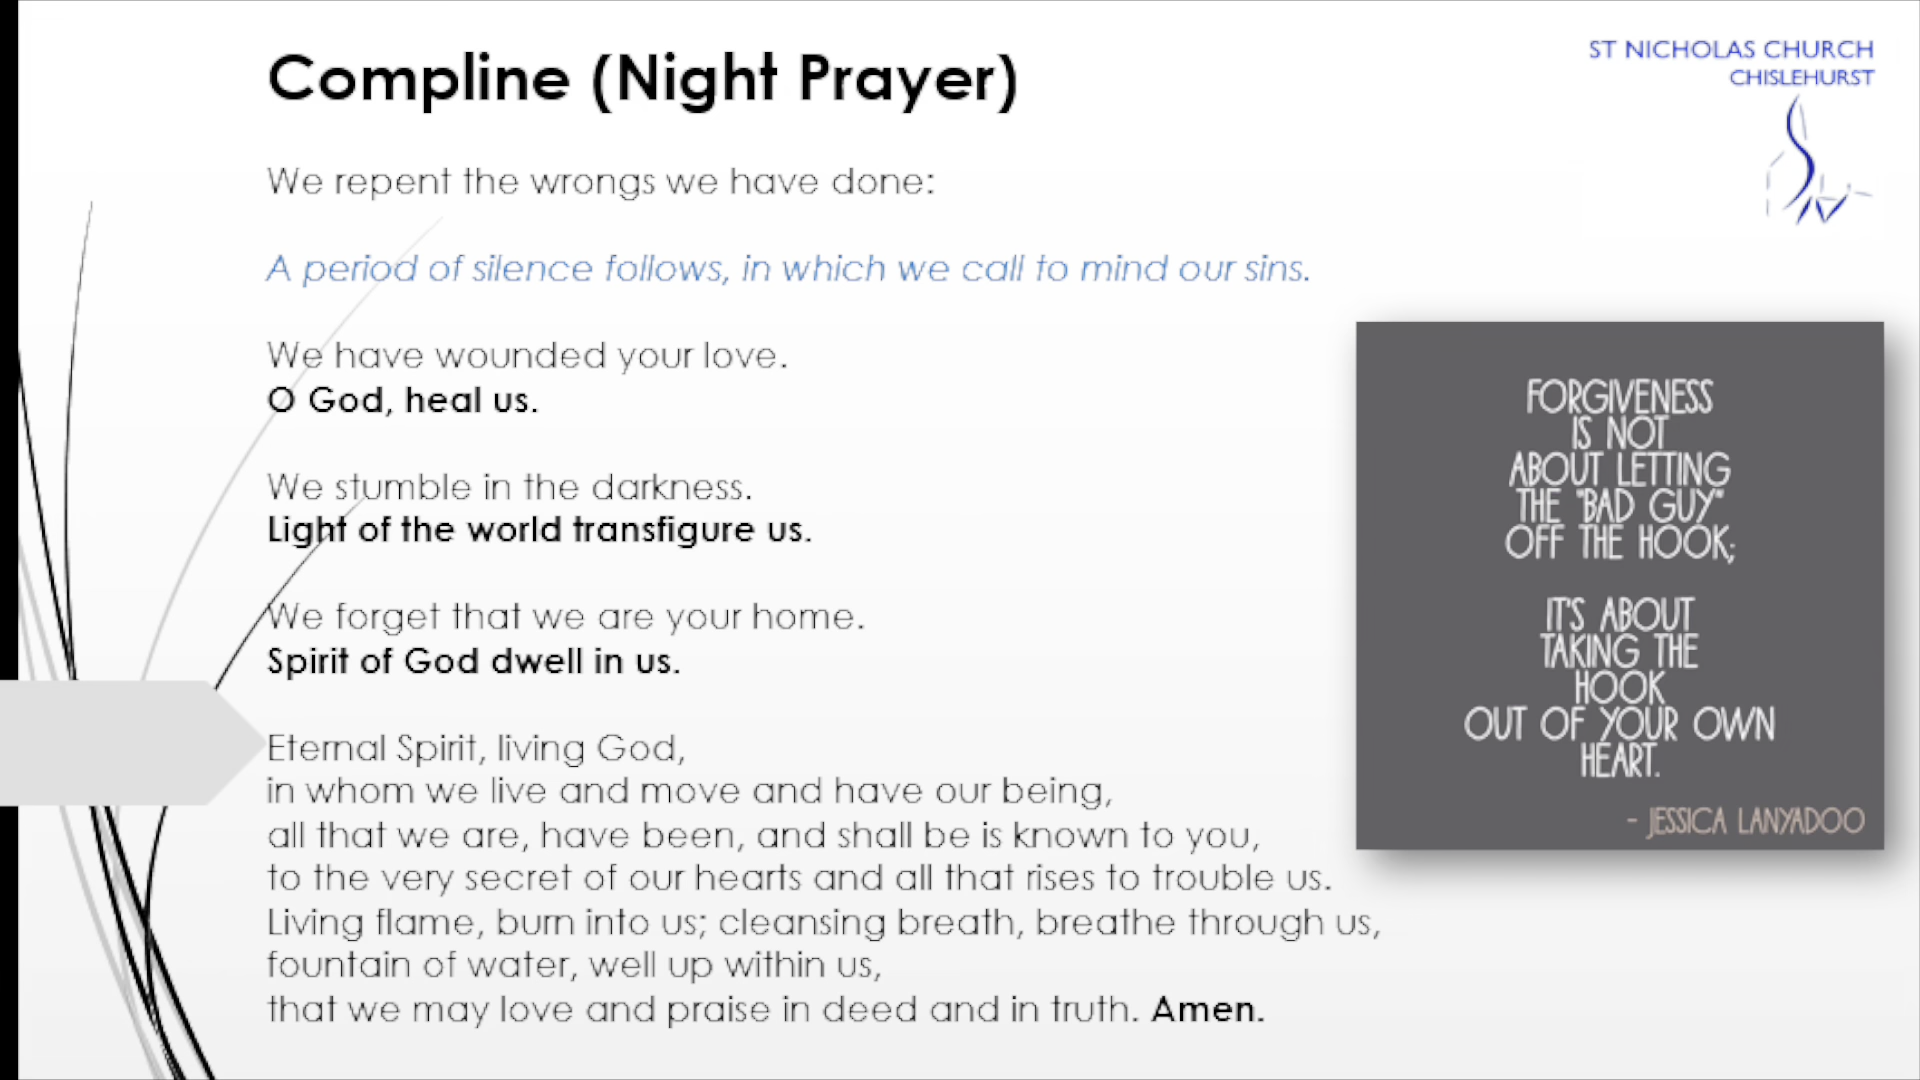 Compline (Night Prayer)
ST NICHOLAS CHURCH
CHISLEHURST
We repent the wrongs we have done:
A period of silence follows, in which we call to mind our sins.
We have wounded your love.
O God, heal us.
We stumble in the darkness.
Light of the world transfigure us.
We forget that we are your home.
Spirit of God dwell in us.
Eternal Spirit, living God,
in whom we live and move and have our being,
all that we are, have been, and shall be is known to you,
to the very secret of our hearts and all that rises to trouble us.
Living flame, burn into us; cleansing breath, breathe through us,
fountain of water, well up within us,
that we may love and praise in deed and in truth. Amen.
FORGIVENESS
IS NOT
ABOUT LETTING
THE "BAD GUY"
OFF THE HOOK;
IT'S ABOUT
TAKING THE
HOOK
OUT OF YOUR OWN
HEART.
- JESSICA LANYADOO